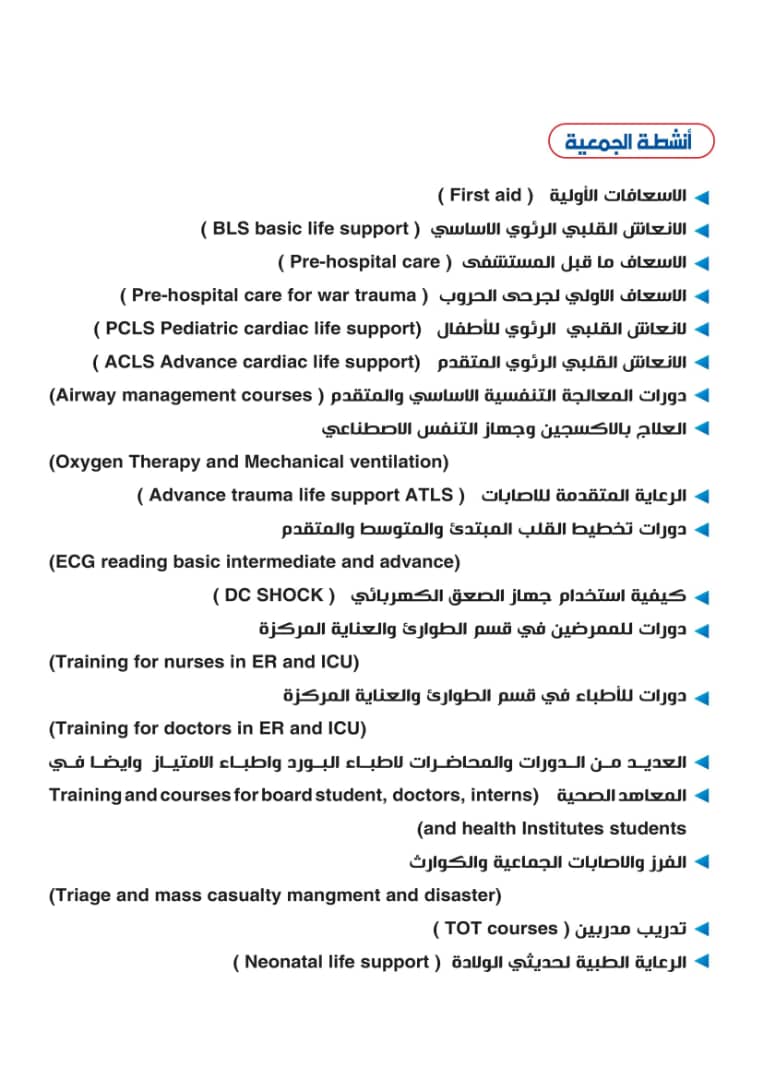 أنشطة الجمعية
الاسعافات الأولية ( First aid )
الانعاش القلبي الرئوي الاساسي ( BLS basic life support )
الاسعاف ما قبل المستشفى ( Pre-hospital care )
الاسعاف الاولي لجرحى الحروب ( Pre-hospital care for war trauma )
لانعاش القلبي الرئوي للأطفال (PCLS Pediatric cardiac life support )
الانعاش القلبي الرئوي المتقدم (ACLS Advance cardiac life support )
دورات المعالجة التنفسية الاساسي والمتقدم ( Airway management courses)
العلاج بالاكسجين وجهاز التنفس الاصطناعي
(Oxygen Therapy and Mechanical ventilation)
الرعاية المتقدمة للاصابات ( Advance trauma life support ATLS )
دورات تخطيط القلب المبتدئ والمتوسط والمتقدم
(ECG reading basic intermediate and advance)
كيفية استخدام جهاز الصعق الكهربائي ( DC SHOCK )
دورات للممرضين في قسم الطوارئ والعناية المركزة
(Training for nurses in ER and ICU)
دورات للأطباء في قسم الطوارئ والعناية المركزة
(Training for doctors in ER and ICU)
العديد من الدورات والمحاضرات لاطباء البورد واطباء الامتياز وايضا في
المعاهد الصحية (Training and courses for board student, doctors, interns
and health Institutes students)
الفرز والاصابات الجماعية والكوارث
(Triage and mass casualty mangment and disaster)
تدريب مدربين ( TOT courses )
الرعاية الطبية لحديثي الولادة ( Neonatal life support )